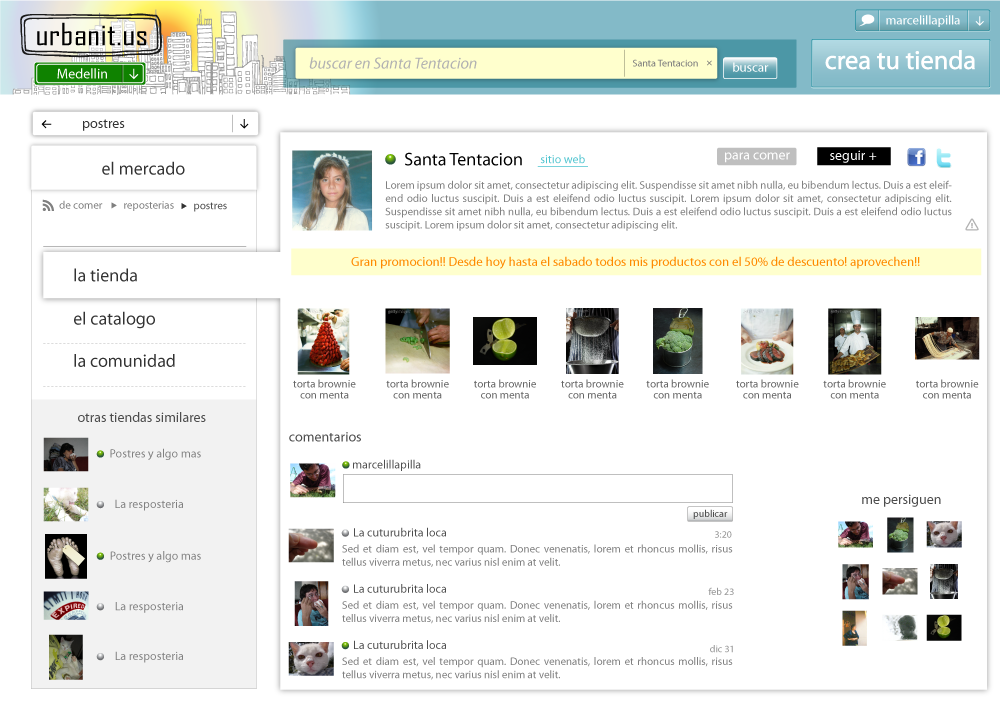 urbanit.us
Medellin
marcelillapilla
buscar en Santa Tentacion
Santa Tentacion ×
buscar
crea tu tienda
postres
el mercado
de comer ▸ reposterias ▸ postres
la tienda
el catalogo
la comunidad
otras tiendas similares
Postres y algo mas
La resposteria
Postres y algo mas
EXPIRED
La resposteria
La resposteria
Santa Tentacion
sitio web
para comer
seguir +
Lorem ipsum dolor sit amet, consectetur adipiscing elit. Suspendisse sit amet nibh nulla, eu bibendum lectus. Duis a est eleif-
end odio luctus suscipit. Duis a est eleifend odio luctus suscipit. Lorem ipsum dolor sit amet, consectetur adipiscing elit.
Suspendisse sit amet nibh nulla, eu bibendum lectus. Duis a est eleifend odio luctus suscipit. Duis a est eleifend odio luctus
suscipit. Lorem ipsum dolor sit amet, consectetur adipiscing elit.
Gran promocion!! Desde hoy hasta el sabado todos mis productos con el 50% de descuento! aprovechen!!
torta brownie
con menta
torta brownie
con menta
torta brownie
con menta
torta brownie
con menta
torta brownie
con menta
torta brownie
con menta
torta brownie
con menta
torta brownie
con menta
comentarios
marcelillapilla
publicar
La cuturubrita loca
3:20
Sed et diam est, vel tempor quam. Donec venenatis, lorem et rhoncus mollis, risus
tellus viverra metus, nec varius nisl enim at velit.
La cuturubrita loca
feb 23
Sed et diam est, vel tempor quam. Donec venenatis, lorem et rhoncus mollis, risus
tellus viverra metus, nec varius nisl enim at velit.
La cuturubrita loca
dic 31
Sed et diam est, vel tempor quam. Donec venenatis, lorem et rhoncus mollis, risus
tellus viverra metus, nec varius nisl enim at velit.
me persiguen